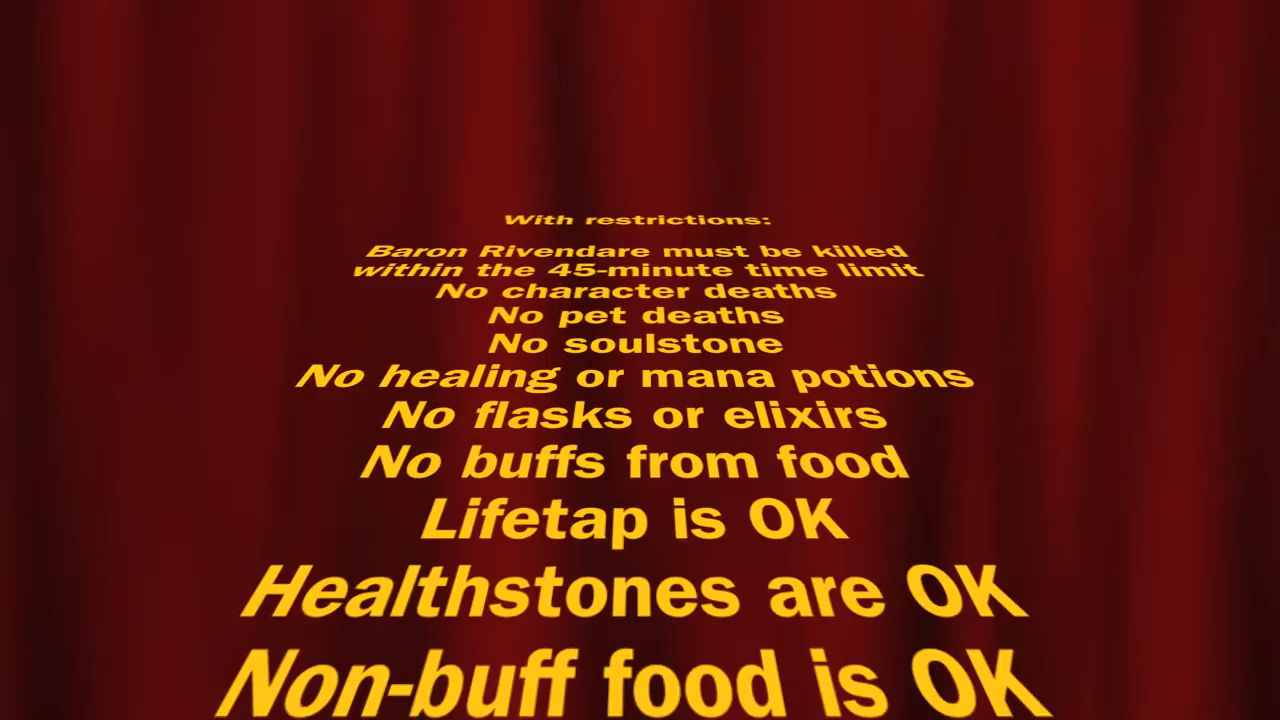 With restrictions:
Baron Rivendare must be killed
within the 45-minute time limit
No character deaths
No pet deaths
No soulstone
No healing or mana potions
No flasks or elixirs
No buffs from food
Lifetap is OK
Healthstones are OK
Non-buff food is OK